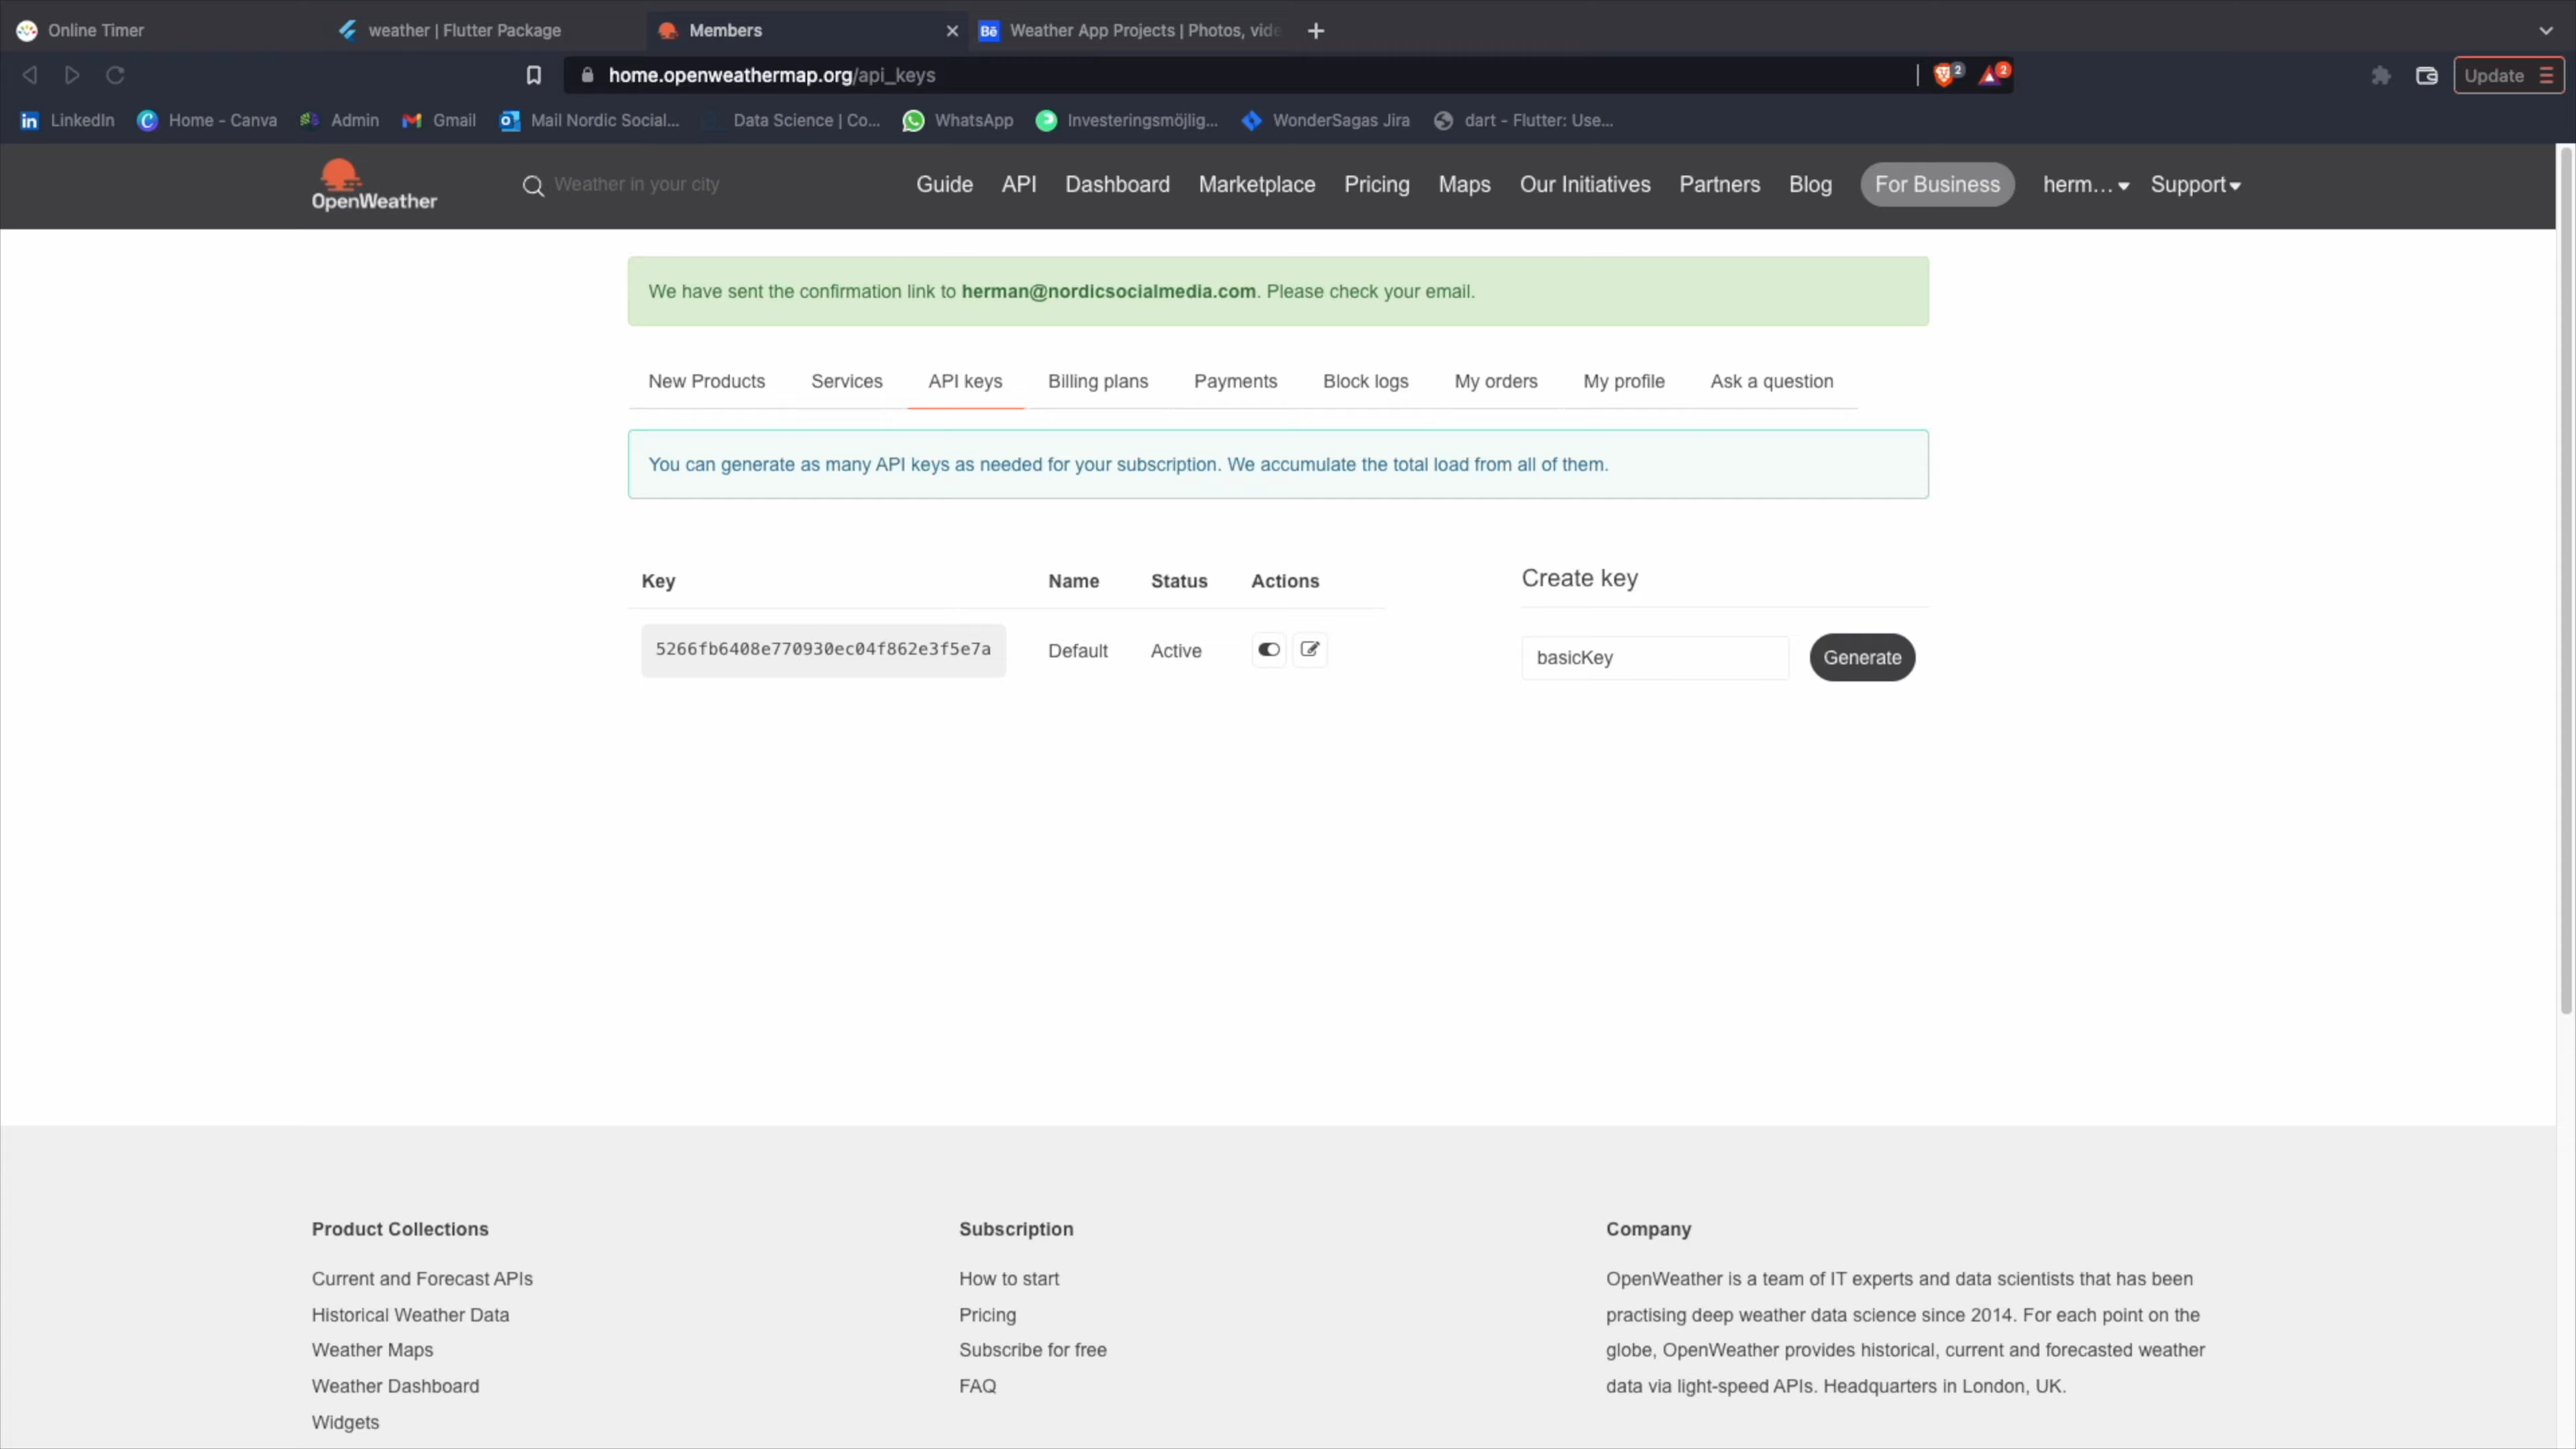 Online Timer
weather | Flutter Package
Members
Bē Weather App Projects | Photos, vide
home.openweathermap.org/api_keys
2
2
Update
in LinkedIn
C Home - Canva
Admin
Gmail
Mail Nordic Social...
Data Science | Co...
WhatsApp
Investeringsmöjlig...
WonderSagas Jira
dart - Flutter: Use...
OpenWeather
Weather in your city
Guide
API
Dashboard
Marketplace
Pricing
Maps
Our Initiatives
Partners
Blog
For Business
herm...
Support
We have sent the confirmation link to herman@nordicsocialmedia.com. Please check your email.
New Products
Services
API keys
Billing plans
Payments
Block logs
My orders
My profile
Ask a question
You can generate as many API keys as needed for your subscription. We accumulate the total load from all of them.
Key
Name
Status
Actions
Create key
5266fb6408e770930ec04f862e3f5e7a
Default
Active
basicKey
Generate
Product Collections
Current and Forecast APIs
Historical Weather Data
Weather Maps
Weather Dashboard
Widgets
Subscription
How to start
Pricing
Subscribe for free
FAQ
Company
OpenWeather is a team of IT experts and data scientists that has been
practising deep weather data science since 2014. For each point on the
globe, OpenWeather provides historical, current and forecasted weather
data via light-speed APIs. Headquarters in London, UK.